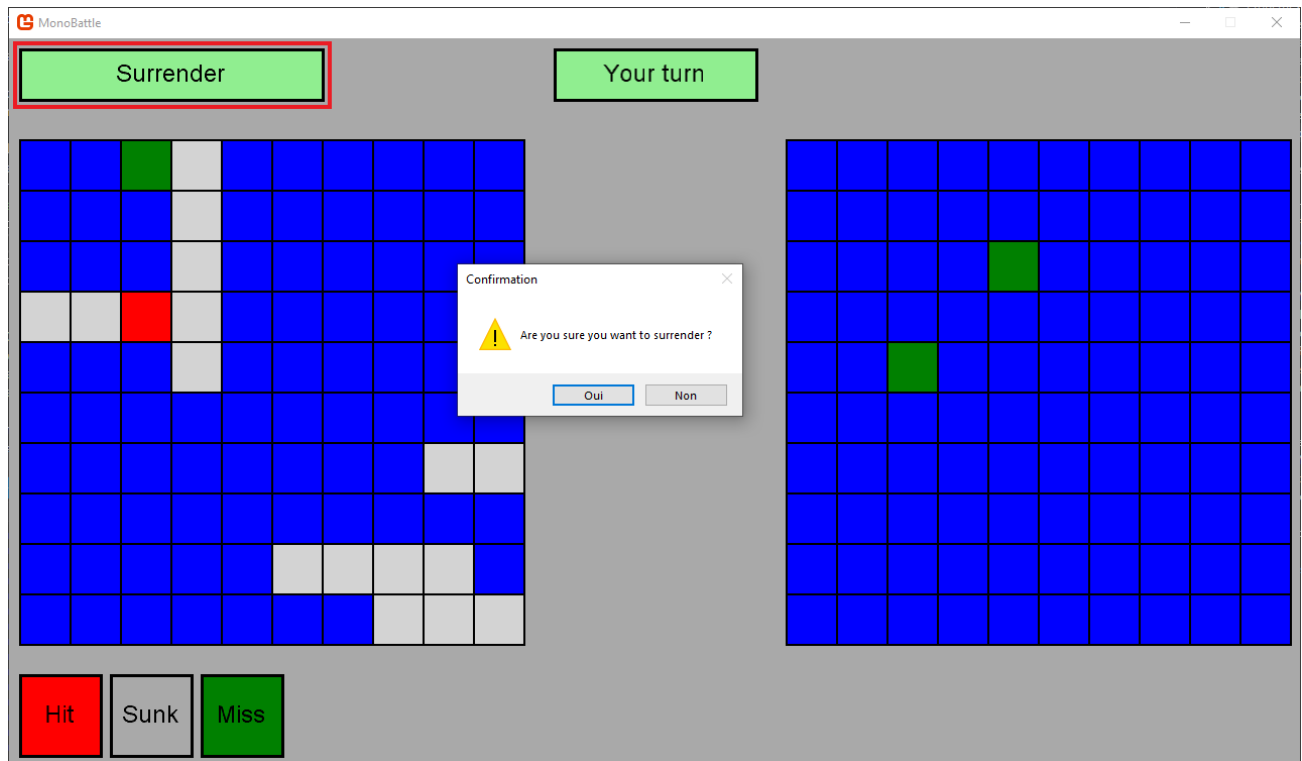 MonoBattle
Surrender
Your turn
Confirmation
Are you sure you want to surrender ?
Oui
Non
Hit
Sunk
Miss